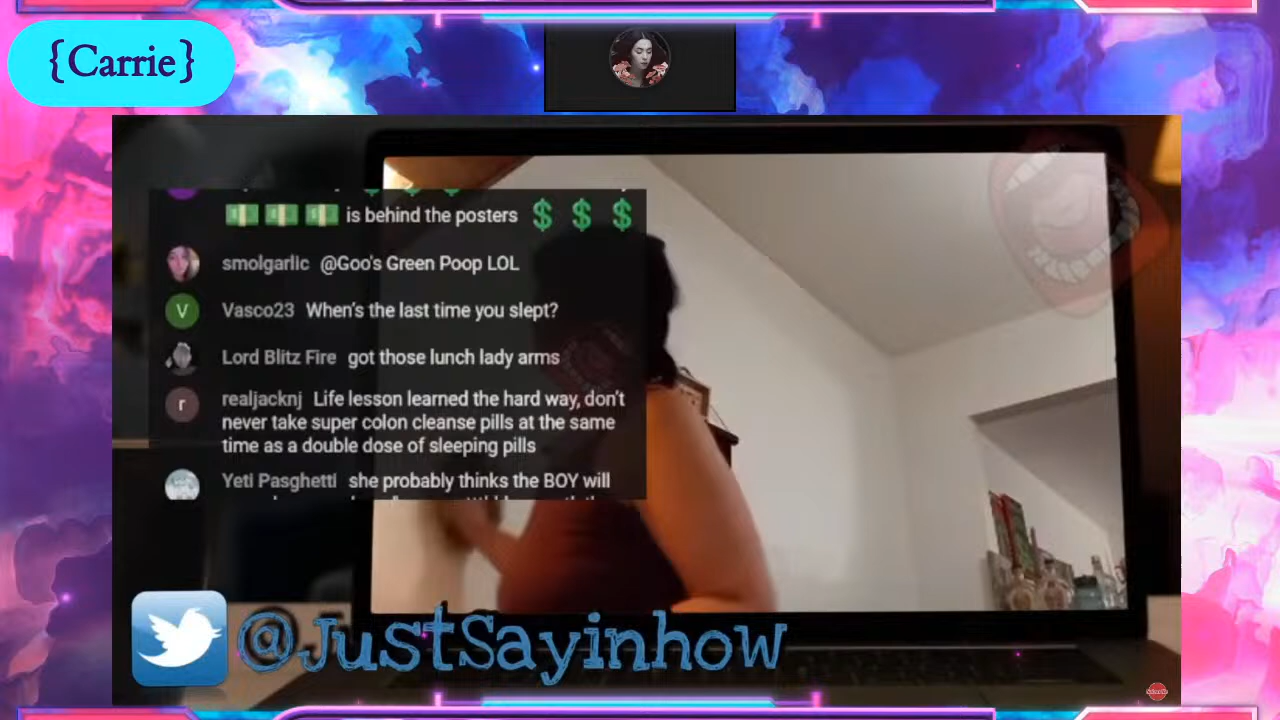 {Carrie}
is behind the posters
smolgarlic @Goo's Green Poop LOL
V Vasco23 When's the last time you slept?
Lord Blitz Fire got those lunch lady arms
r realjacknj Life lesson learned the hard way, don't
never take super colon cleanse pills at the same
time as a double dose of sleeping pills
Yeti Pasghetti she probably thinks the BOY will
@JustSayinhow